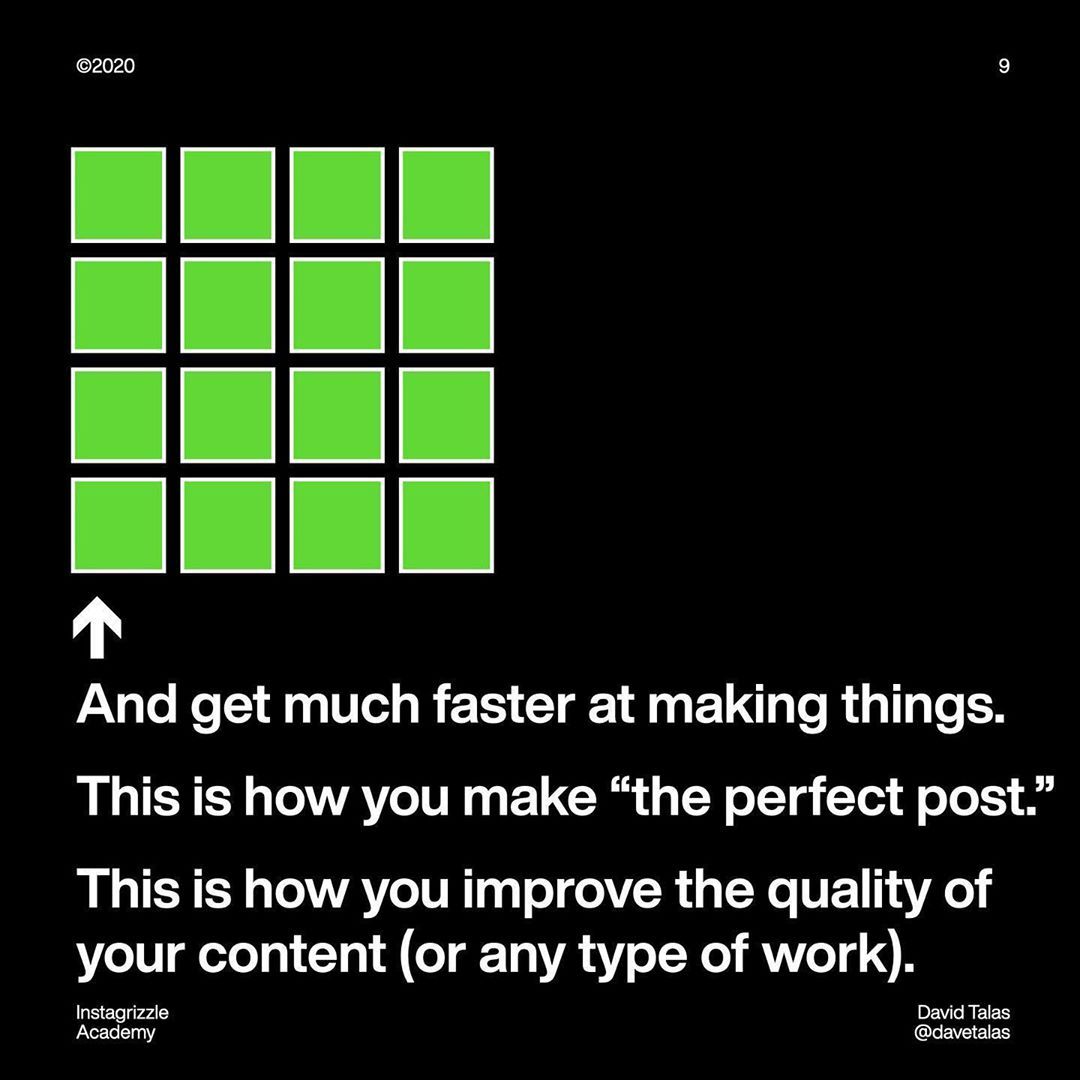 ©2020
9
And get much faster at making things.
This is how you make “the perfect post.”
This is how you improve the quality of
your content (or any type of work).
Instagrizzle
Academy
David Talas
@davetalas